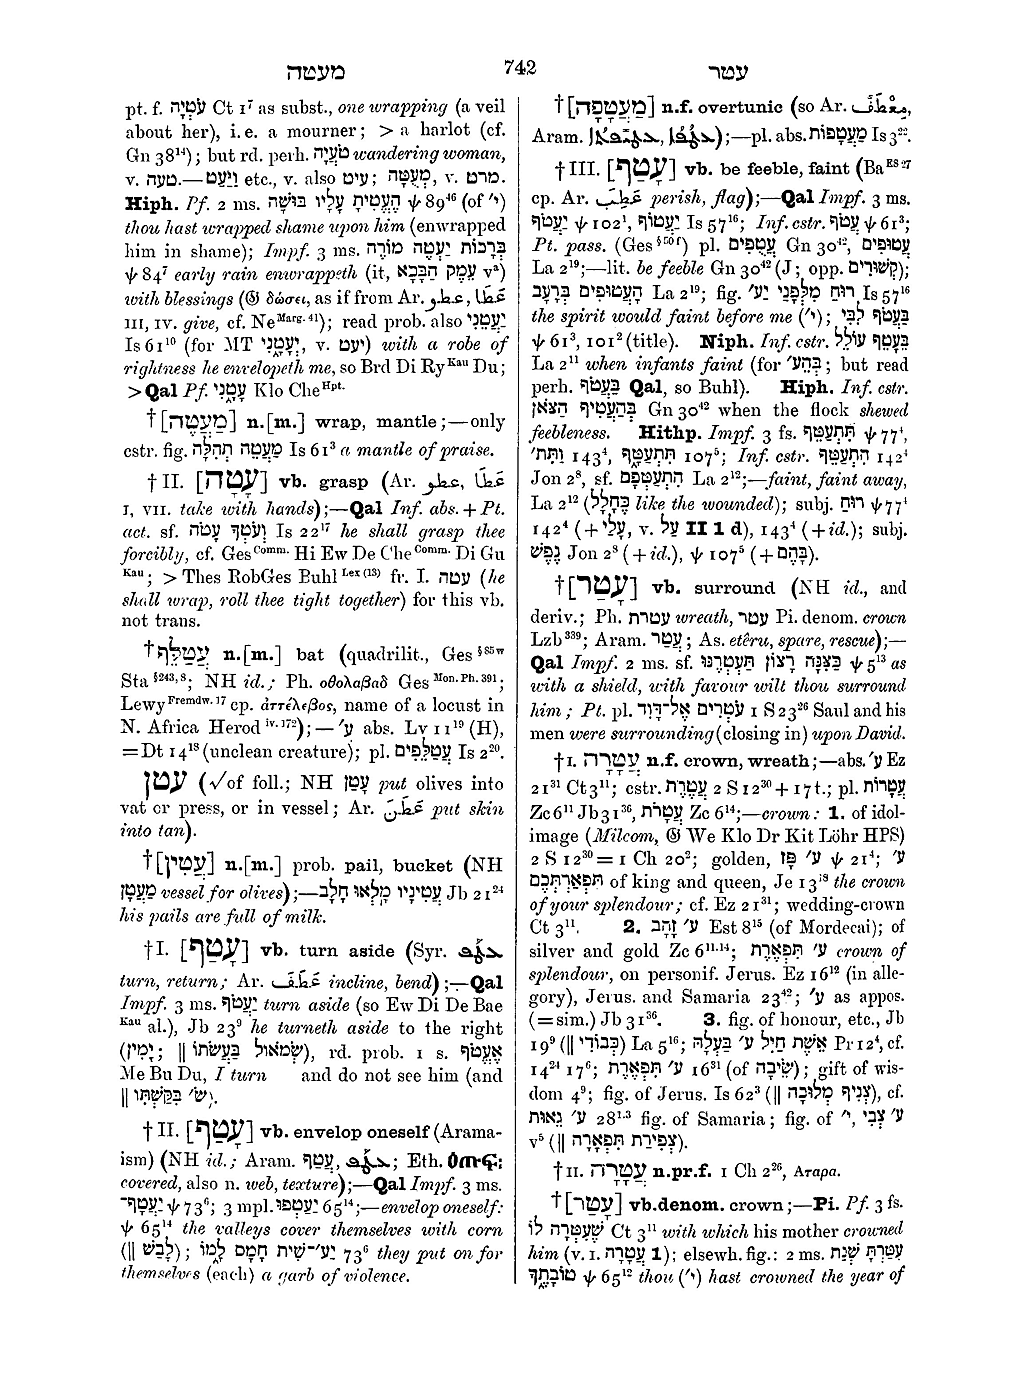 מעטה 742 עטר
pt. f. עֹטְיָה Ct 1⁷ as subst., one wrapping (a veil
about her), i.e. a mourner; > a harlot (cf.
Gn 38¹⁴); but rd. perh. טֹעֲיָה wandering woman,
v. טעה.—וַיַּעַט etc., v. also עיט; מְעֻטָּה, v. מרט.
Hiph. Pf. 2 ms. הֶעֱטִיתָ עָלָיו בּוּשָׁה ψ 89⁴⁶ (of י׳)
thou hast wrapped shame upon him (enwrapped
him in shame); Impf. 3 ms. בְּרָכוֹת יַעְטֶה מוֹרֶה
ψ 84⁷ early rain enwrappeth (it, עֵמֶק הַבָּכָא vᵃ)
with blessings (𝔊 δώσει, as if from Ar. عطو, عَطَا
III, IV. give, cf. Ne Marg. 41); read prob. also יַעְטֵנִי
Is 61¹⁰ (for MT יְעָטָנִי, v. יעט) with a robe of
rightness he envelopeth me, so Brd Di Ry Kau Du;
> Qal Pf. עָטָנִי Klo Che Hpt.
†[מַעֲטֶה] n.[m.] wrap, mantle;—only
cstr. fig. מַעֲטֵה תְהִלָּה Is 61³ a mantle of praise.
†II. [עָטָה] vb. grasp (Ar. عطو, عَطَا
I, VII. take with hands);—Qal Inf. abs. + Pt.
act. sf. וְעֹטְךָ עָטֹה Is 22¹⁷ he shall grasp thee
forcibly, cf. Ges Comm. Hi Ew De Che Comm. Di Gu
Kau; > Thes RobGes Buhl Lex (13) fr. I. עטה (he
shall wrap, roll thee tight together) for this vb.
not trans.
†עֲטַלֵּף n.[m.] bat (quadrilit., Ges § 85 w
Sta § 243, 8; NH id.; Ph. οθολαβαδ Ges Mon. Ph. 391;
Lewy Fremdw. 17 cp. ἀττέλεβος, name of a locust in
N. Africa Herod iv. 172);—ע׳ abs. Lv 11¹⁹ (H),
= Dt 14¹⁸ (unclean creature); pl. עֲטַלֵּפִים Is 2²⁰.
עטן (√of foll.; NH עָטַן put olives into
vat or press, or in vessel; Ar. عَطَنَ put skin
into tan).
†[עֲטִין] n.[m.] prob. pail, bucket (NH
מַעֲטָן vessel for olives);—עֲטִינָיו מָלְאוּ חָלָב Jb 21²⁴
his pails are full of milk.
†I. [עָטַף] vb. turn aside (Syr. ܥܛܦ
turn, return; Ar. عَطَفَ incline, bend);—Qal
Impf. 3 ms. יַעְטֹף turn aside (so Ew Di De Bae
Kau al.), Jb 23⁹ he turneth aside to the right
(יָמִין; ‖ שְׂמֹאול בַּעֲשֹׂתוֹ), rd. prob. 1 s. אֶעֱטֹף
Me Bu Du, I turn and do not see him (and
‖ בִּקַּשְׁתִּו ש׳).
†II. [עָטַף] vb. envelop oneself (Arama-
ism) (NH id.; Aram. עֲטַף, ܥܛܦ; Eth.
covered, also n. web, texture);—Qal Impf. 3 ms.
יַעֲטָף־ ψ 73⁶; 3 mpl. יַעַטְפוּ 65¹⁴;—envelop oneself:
ψ 65¹⁴ the valleys cover themselves with corn
(‖ לָבַשׁ); יַע׳־שִׁית חָמָס לָמוֹ 73⁶ they put on for
themselves (each) a garb of violence.
†[מַעֲטָפָה] n.f. overtunic (so Ar. مِعْطَف,
Aram.);—pl. abs. מַעֲטָפוֹת Is 3²².
†III. [עָטַף] vb. be feeble, faint (Ba ES 27
cp. Ar. عَطِبَ perish, flag);—Qal Impf. 3 ms.
יַעֲטֹף ψ 102¹, יַעֲטוֹף Is 57¹⁶; Inf. cstr. עֲטֹף ψ 61³;
Pt. pass. (Ges § 50 f) pl. עֲטֻפִים Gn 30⁴², עֲטוּפִים
La 2¹⁹;—lit. be feeble Gn 30⁴² (J; opp. קְשׁוּרִים);
הָעֲטוּפִים בְּרָעָב La 2¹⁹; fig. רוּחַ מִלְּפָנַי יַע׳ Is 57¹⁶
the spirit would faint before me (י׳); בַּעֲטֹף לִבִּי
ψ 61³, 101² (title). Niph. Inf. cstr. בֵּעָטֵף עוֹלֵל
La 2¹¹ when infants faint (for בְּהֵע׳; but read
perh. בַּעֲטֹף Qal, so Buhl). Hiph. Inf. cstr.
בְּהַעֲטִיף הַצֹּאן Gn 30⁴² when the flock shewed
feebleness. Hithp. Impf. 3 fs. תִּתְעַטֵּף ψ 77⁴,
וַתִּת׳ 143⁴, תִּתְעַטָּף 107⁵; Inf. cstr. הִתְעַטֵּף 142⁴
Jon 2⁸, sf. הִתְעַטְּפָם La 2¹²;—faint, faint away,
La 2¹² (כֶּחָלָל like the wounded); subj. רוּחַ ψ 77⁴
142⁴ (+ עָלַי, v. עַל II 1 d), 143⁴ (+ id.); subj.
נֶפֶשׁ Jon 2⁸ (+ id.), ψ 107⁵ (+ בָּהֶם).
†[עָטַר] vb. surround (NH id., and
deriv.; Ph. עטרת wreath, עטר Pi. denom. crown
Lzb 339; Aram. עֲטַר; As. etêru, spare, rescue);—
Qal Impf. 2 ms. sf. כַּצִּנָּה רָצוֹן תַּעְטְרֶנּוּ ψ 5¹³ as
with a shield, with favour wilt thou surround
him; Pt. pl. עֹטְרִים אֶל־דָּוִד 1 S 23²⁶ Saul and his
men were surrounding (closing in) upon David.
†I. עֲטָרָה n.f. crown, wreath;—abs. ע׳ Ez
21³¹ Ct 3¹¹; cstr. עֲטֶרֶת 2 S 12³⁰ + 17 t.; pl. עֲטָרוֹת
Zc 6¹¹ Jb 31³⁶, עֲטָרֹת Zc 6¹⁴;—crown: 1. of idol-
image (Milcom, 𝔊 We Klo Dr Kit Löhr HPS)
2 S 12³⁰ = 1 Ch 20²; golden, ע׳ פָּז ψ 21⁴; ע׳
תִּפְאַרְתְּכֶם of king and queen, Je 13¹⁸ the crown
of your splendour; cf. Ez 21³¹; wedding-crown
Ct 3¹¹. 2. ע׳ זָהָב Est 8¹⁵ (of Mordecai); of
silver and gold Zc 6¹¹·¹⁴; ע׳ תִּפְאֶרֶת crown of
splendour, on personif. Jerus. Ez 16¹² (in alle-
gory), Jerus. and Samaria 23⁴²; ע׳ as appos.
(= sim.) Jb 31³⁶. 3. fig. of honour, etc., Jb
19⁹ (‖ כְּבוֹדִי) La 5¹⁶; אֵשֶׁת חַיִל ע׳ בַּעְלָהּ Pr 12⁴, cf.
14²⁴ 17⁶; ע׳ תִּפְאֶרֶת 16³¹ (of שֵׂיבָה); gift of wis-
dom 4⁹; fig. of Jerus. Is 62³ (‖ צְנִיף מְלוּכָה), cf.
ע׳ גֵּאוּת 28¹·³ fig. of Samaria; fig. of י׳, ע׳ צְבִי
v⁵ (‖ צְפִירַת תִּפְאָרָה).
†II. עֲטָרָה n.pr.f. 1 Ch 2²⁶, Αταρα.
†[עָטַר] vb.denom. crown;—Pi. Pf. 3 fs.
שֶׁעִטְּרָה לּוֹ Ct 3¹¹ with which his mother crowned
him (v. I. עֲטָרָה 1); elsewh. fig.: 2 ms. עִטַּרְתָּ שְׁנַת
טוֹבָתֶךָ ψ 65¹² thou (י׳) hast crowned the year of